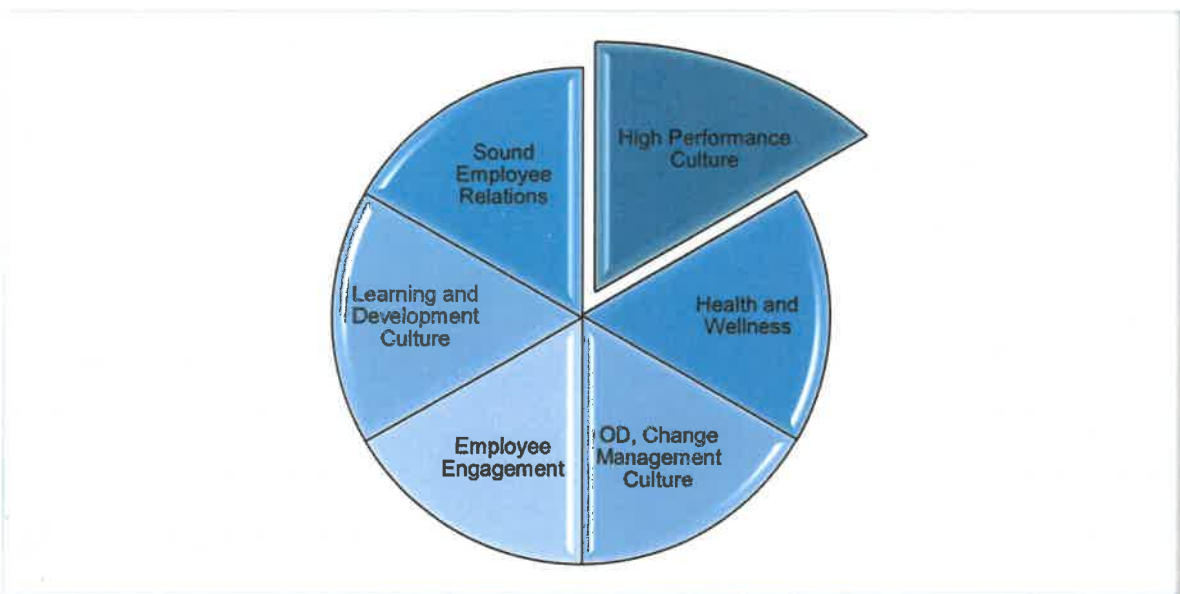 High Performance
Culture
Health and
Wellness
OD, Change
Management
Culture
Employee
Engagement
Learning and
Development
Culture
Sound
Employee
Relations